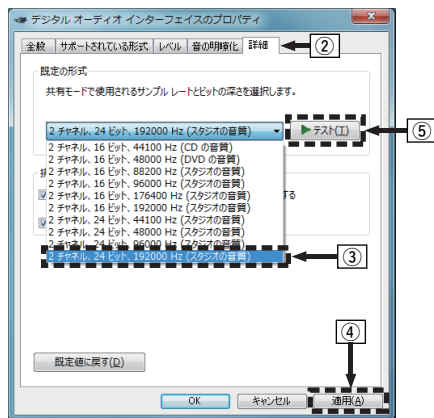 デジタル オーディオ インターフェイスのプロパティ
全般 サポートされている形式 レベル 音の明瞭化 詳細
②
既定の形式
共有モードで使用されるサンプル レートとビットの深さを選択します。
2 チャネル、24 ビット、192000 Hz (スタジオの音質)
テスト(T)
⑤
2 チャネル、16 ビット、44100 Hz (CD の音質)
2 チャネル、16 ビット、48000 Hz (DVD の音質)
2 チャネル、16 ビット、88200 Hz (スタジオの音質)
2 チャネル、16 ビット、96000 Hz (スタジオの音質)
2 チャネル、16 ビット、176400 Hz (スタジオの音質)
する
2 チャネル、16 ビット、192000 Hz (スタジオの音質)
2 チャネル、24 ビット、44100 Hz (スタジオの音質)
2 チャネル、24 ビット、48000 Hz (スタジオの音質)
2 チャネル、24 ビット、96000 Hz (スタジオの音質)
2 チャネル、24 ビット、192000 Hz (スタジオの音質)
③
④
既定値に戻す(D)
OK キャンセル 適用(A)